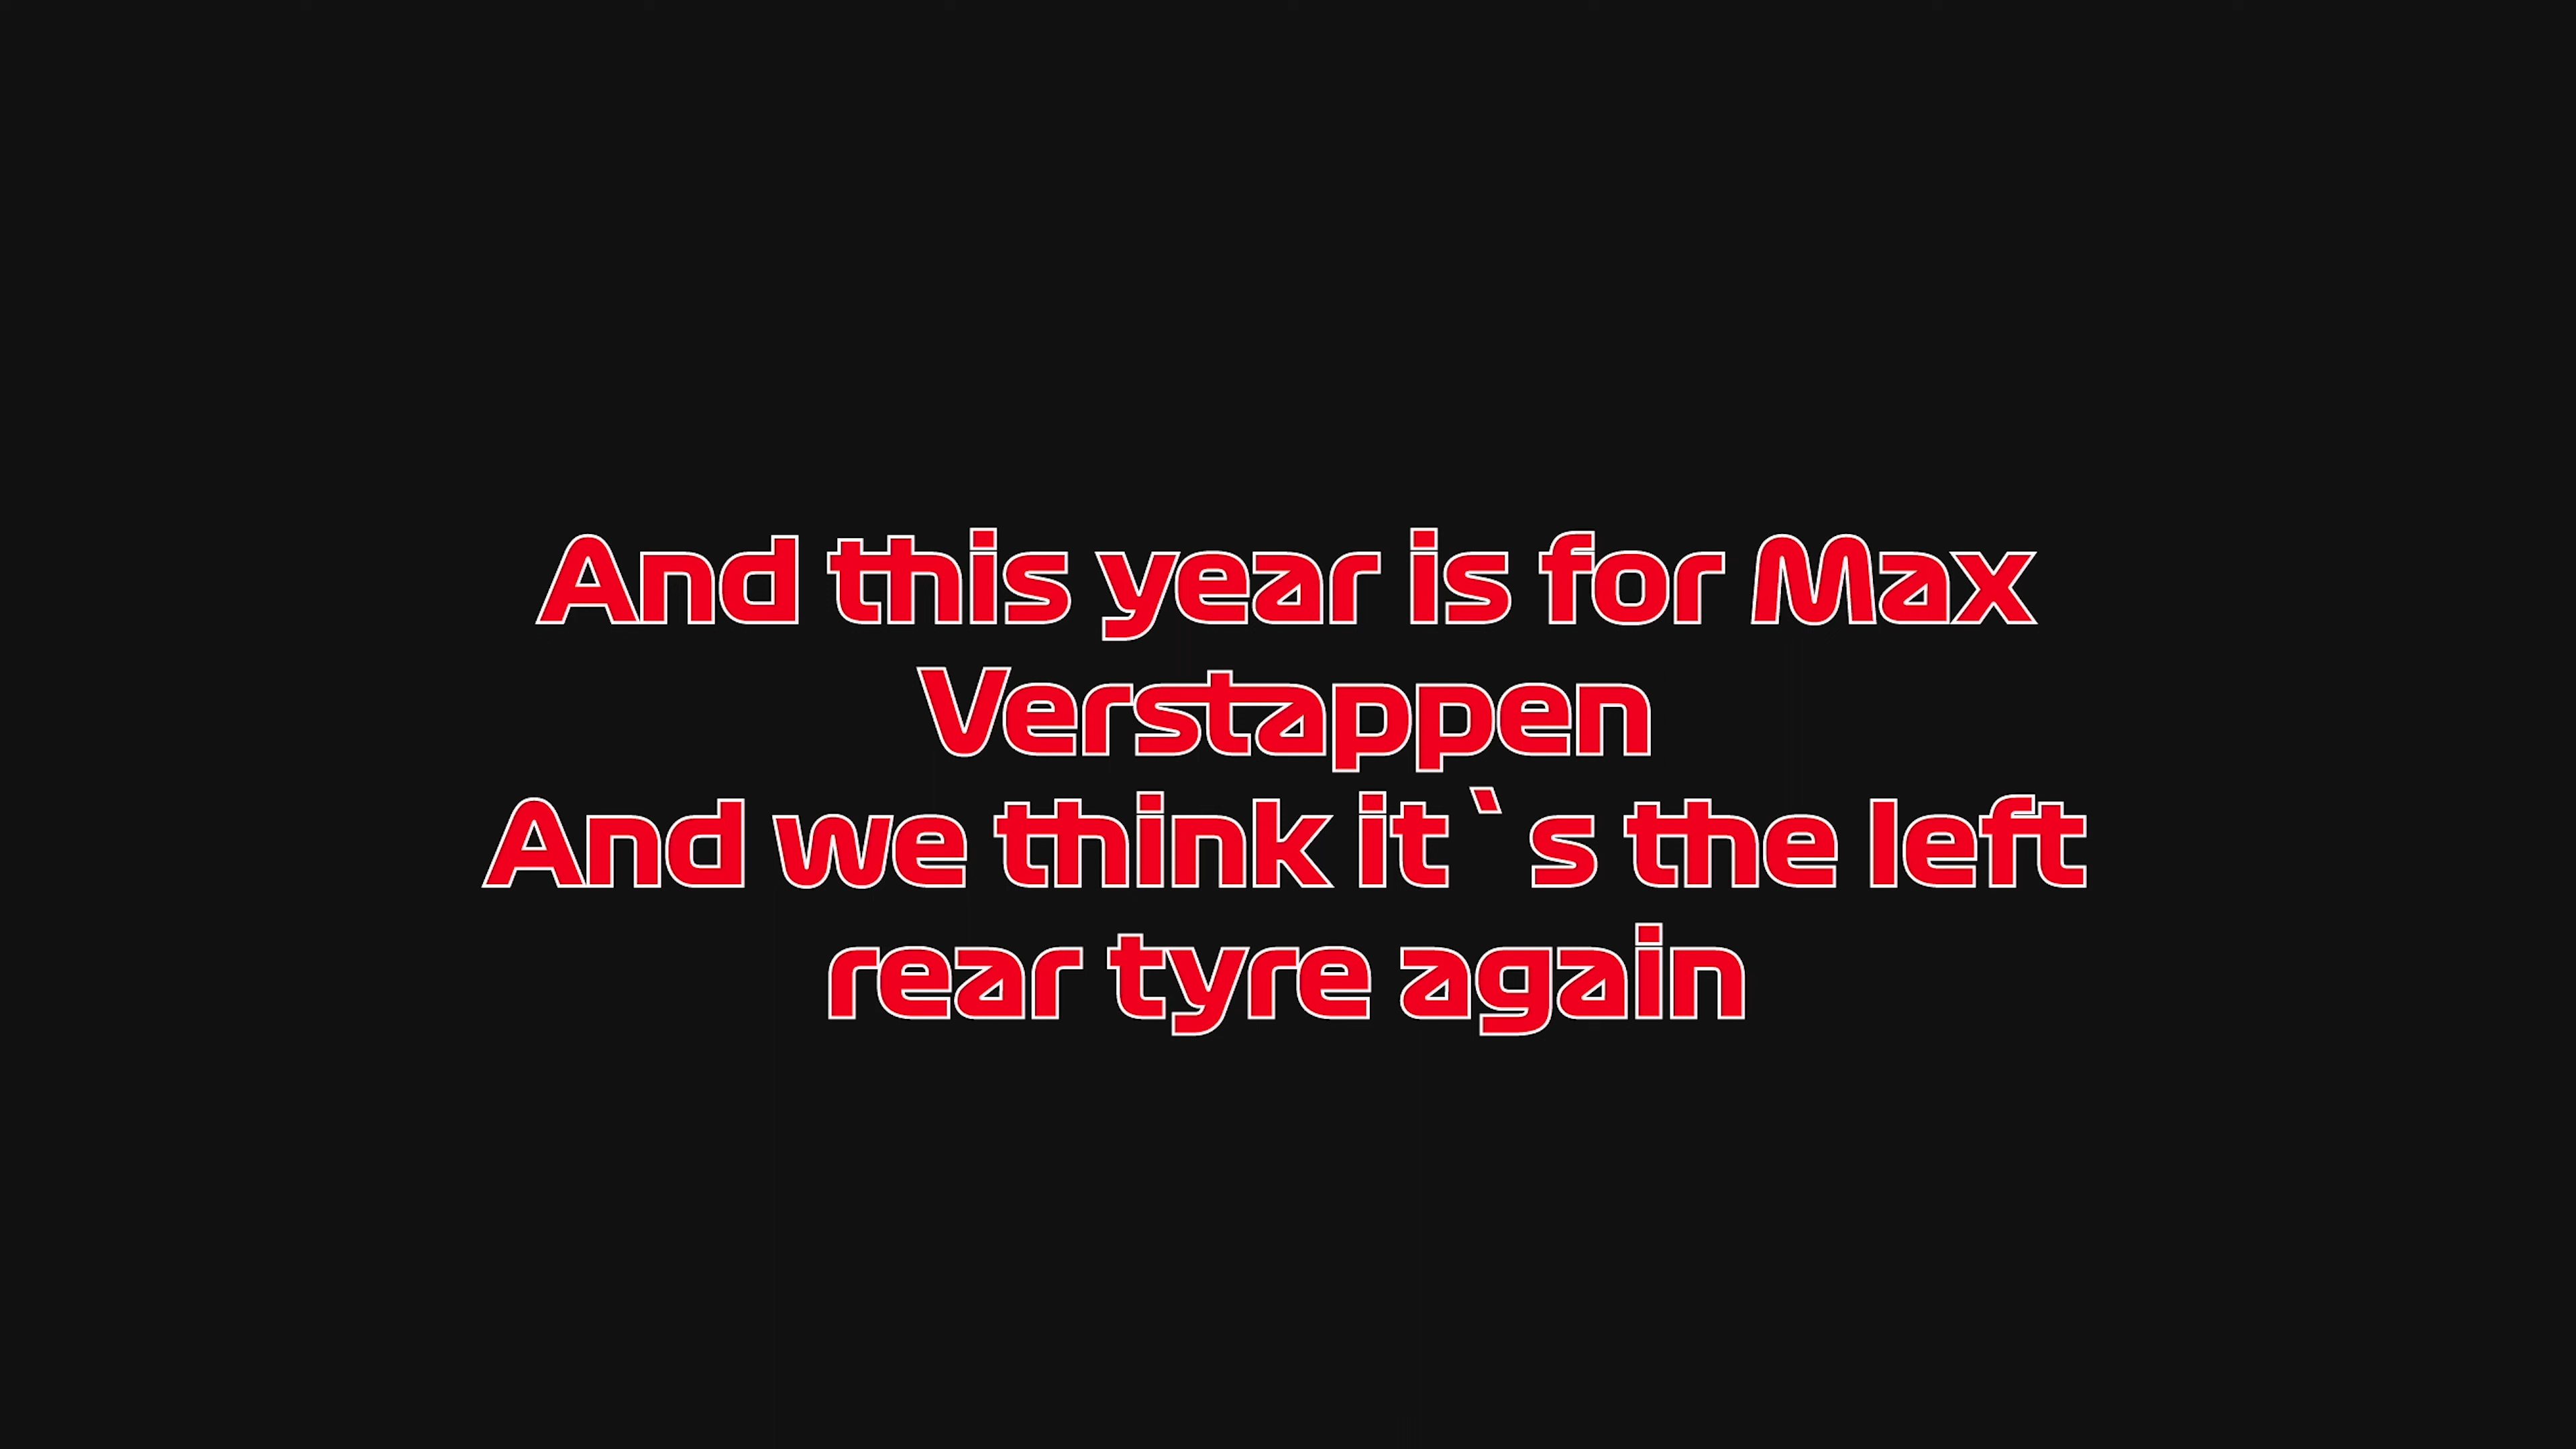 And this year is for Max
Verstappen
And we think it`s the left
rear tyre again